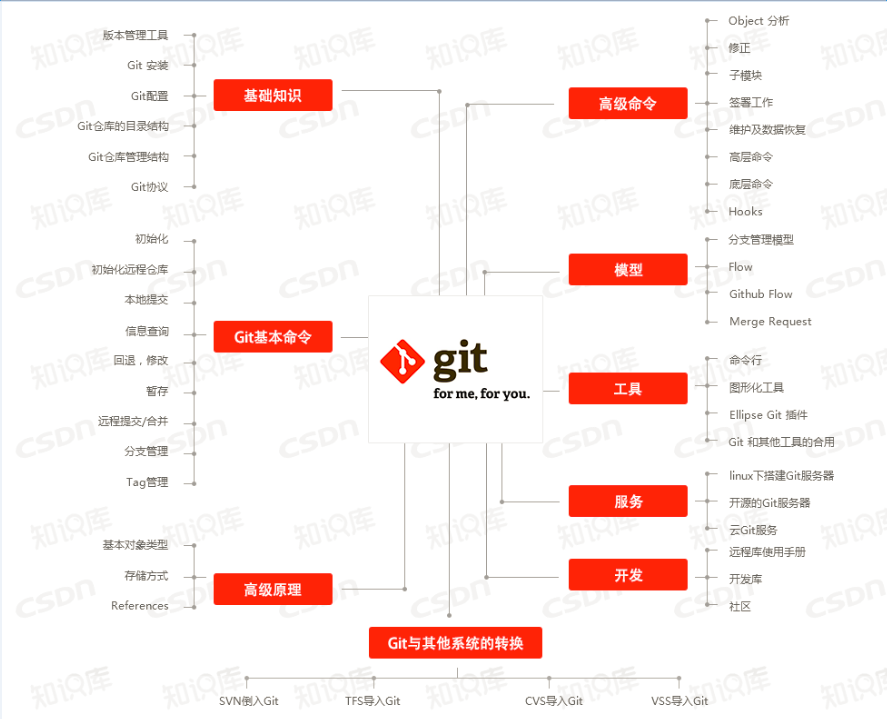 版本管理工具
Git 安装
Git配置
Git仓库的目录结构
Git仓库管理结构
Git协议
基础知识
初始化
初始化远程仓库
本地提交
信息查询
回退，修改
暂存
远程提交/合并
分支管理
Tag管理
Git基本命令
基本对象类型
存储方式
References
高级原理
git
for me, for you.
高级命令
Object 分析
修正
子模块
签署工作
维护及数据恢复
高层命令
底层命令
Hooks
模型
分支管理模型
Flow
Github Flow
Merge Request
工具
命令行
图形化工具
Ellipse Git 插件
Git 和其他工具的合用
服务
linux下搭建Git服务器
开源的Git服务器
云Git服务
开发
远程库使用手册
开发库
社区
Git与其他系统的转换
SVN倒入Git
TFS导入Git
CVS导入Git
VSS导入Git
知识库
CSDN